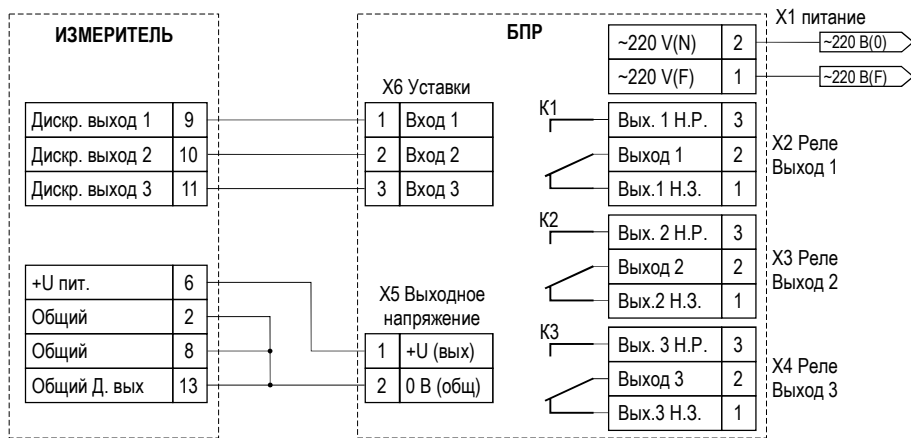 ИЗМЕРИТЕЛЬ
Дискр. выход 1 9
Дискр. выход 2 10
Дискр. выход 3 11
+U пит. 6
Общий 2
Общий 8
Общий Д. вых 13
БПР
X6 Уставки
1 Вход 1
2 Вход 2
3 Вход 3
X5 Выходное
напряжение
1 +U (вых)
2 0 В (общ)
X1 питание
~220 V(N) 2 ~220 В(0)
~220 V(F) 1 ~220 В(F)
К1
Вых. 1 Н.Р. 3
Выход 1 2
Вых.1 Н.З. 1
X2 Реле
Выход 1
К2
Вых. 2 Н.Р. 3
Выход 2 2
Вых.2 Н.З. 1
X3 Реле
Выход 2
К3
Вых. 3 Н.Р. 3
Выход 3 2
Вых.3 Н.З. 1
X4 Реле
Выход 3